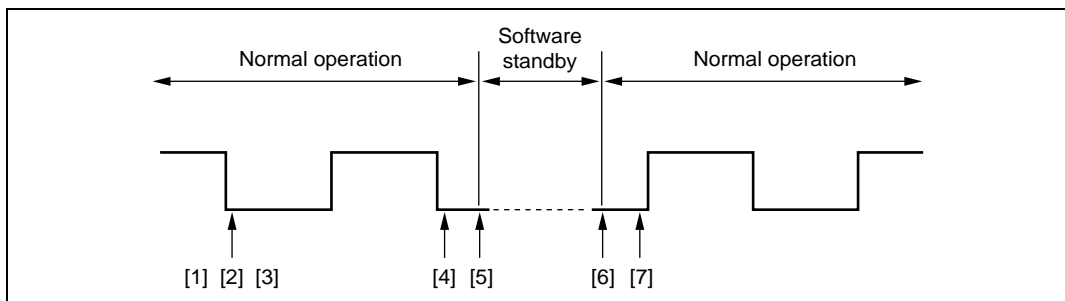 Normal operation
Software
standby
Normal operation
[1] [2] [3]
[4] [5]
[6] [7]